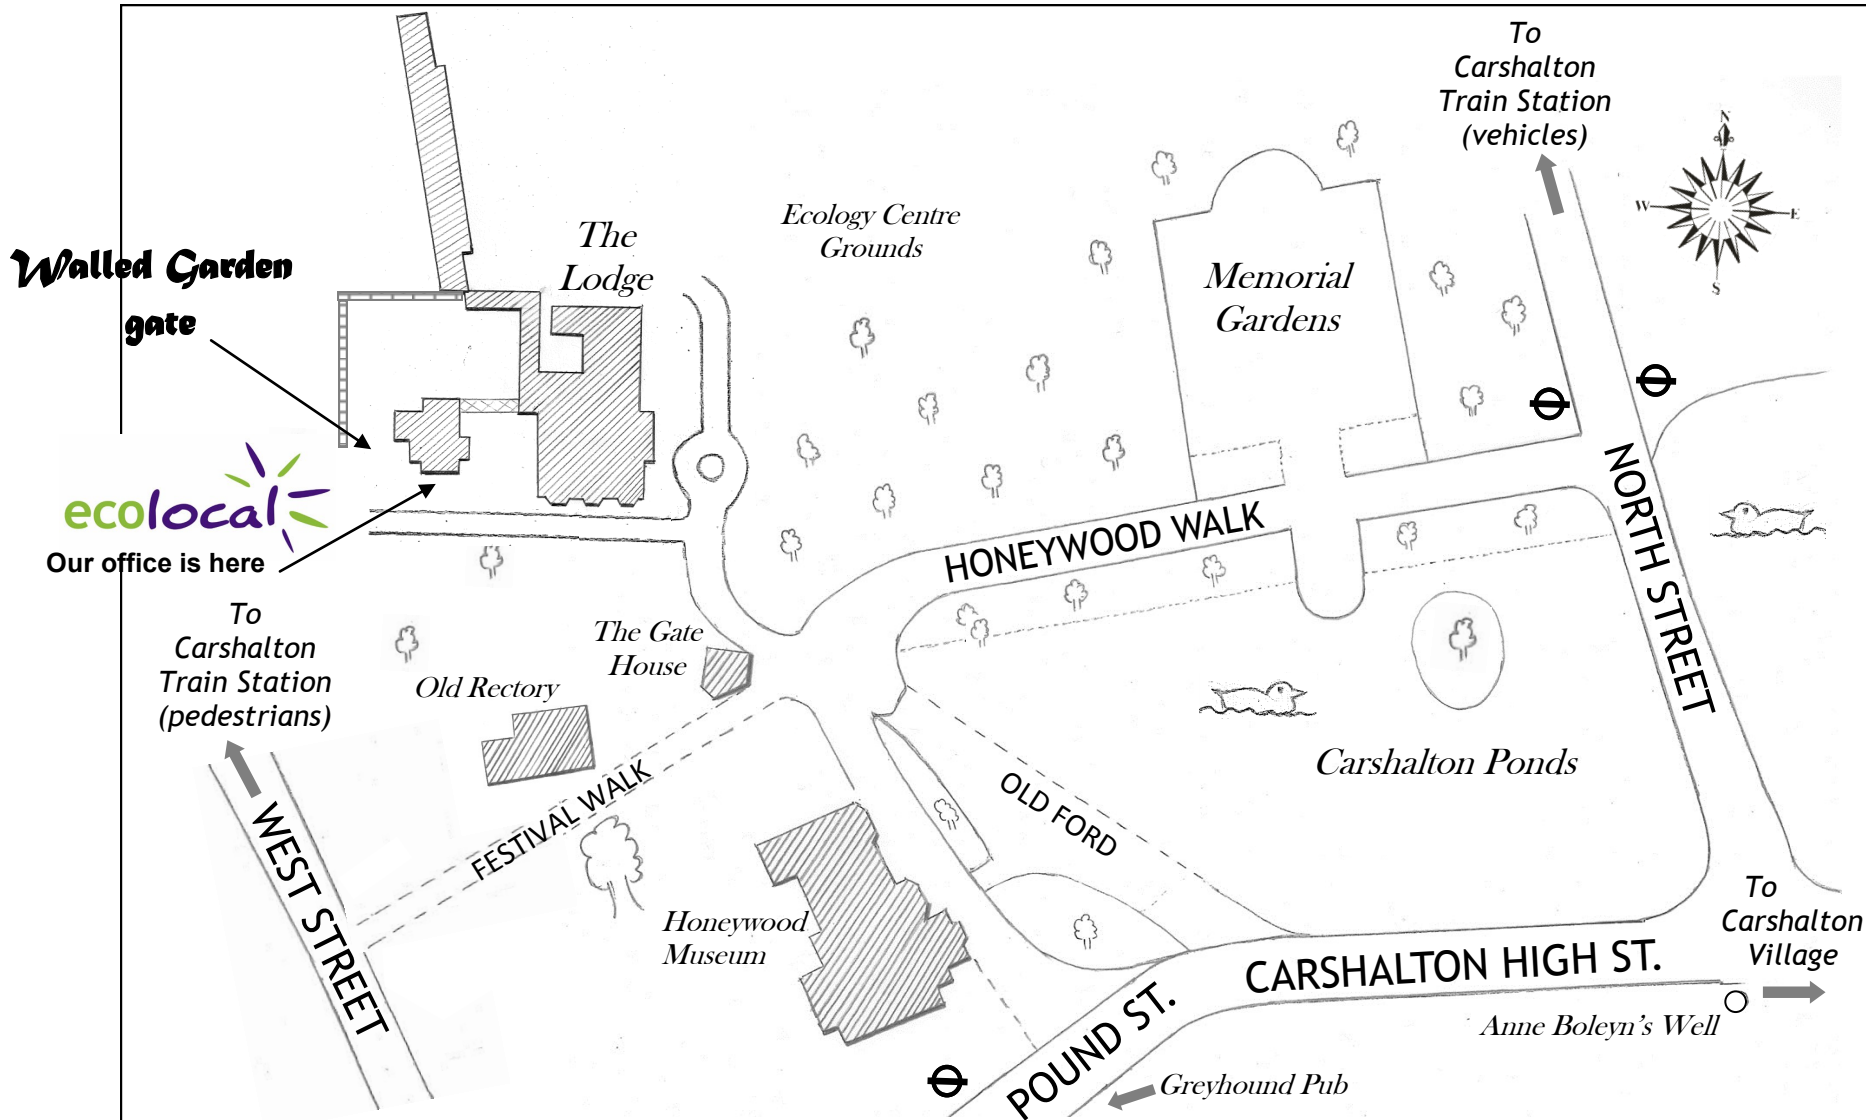 To
Carshalton
Train Station
(vehicles)
N
W
E
S
Ecology Centre
Grounds
The
Lodge
Walled Garden
gate
Memorial
Gardens
ecolocal
Our office is here
HONEYWOOD WALK
NORTH STREET
To
Carshalton
Train Station
(pedestrians)
The Gate
House
Old Rectory
Carshalton Ponds
FESTIVAL WALK
OLD FORD
WEST STREET
Honeywood
Museum
To
Carshalton
Village
CARSHALTON HIGH ST.
POUND ST.
Anne Boleyn's Well
Greyhound Pub